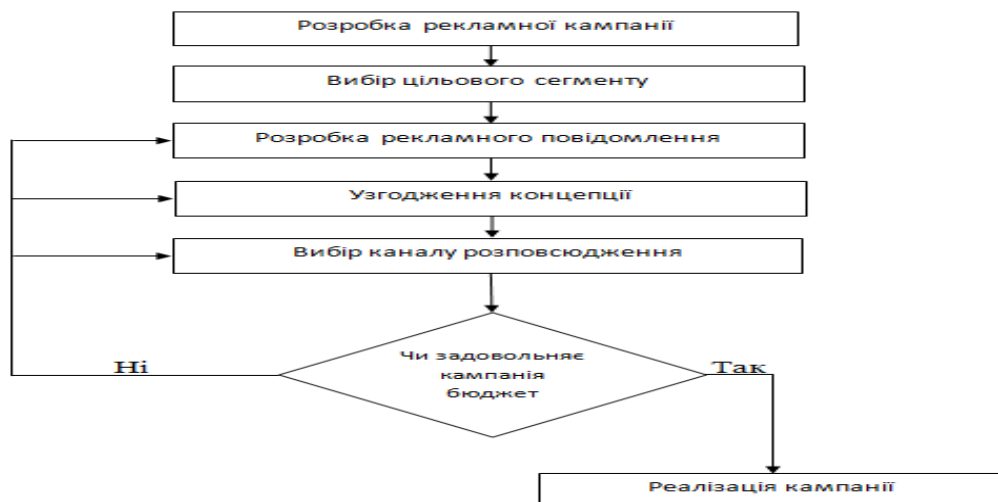 Розробка рекламної кампанії
Вибір цільового сегменту
Розробка рекламного повідомлення
Узгодження концепції
Вибір каналу розповсюдження
Чи задовольняє
кампанія
бюджет
Ні
Так
Реалізація кампанії